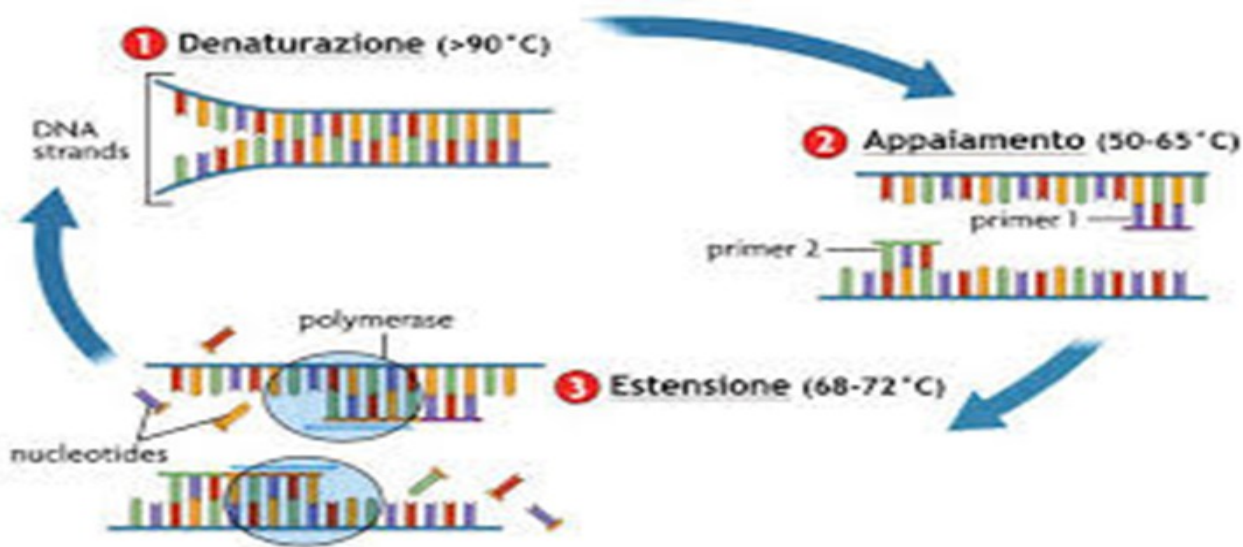 1 Denaturazione (>90°C)
DNA
strands
2 Appaiamento (50-65°C)
primer 1
primer 2
polymerase
3 Estensione (68-72°C)
nucleotides